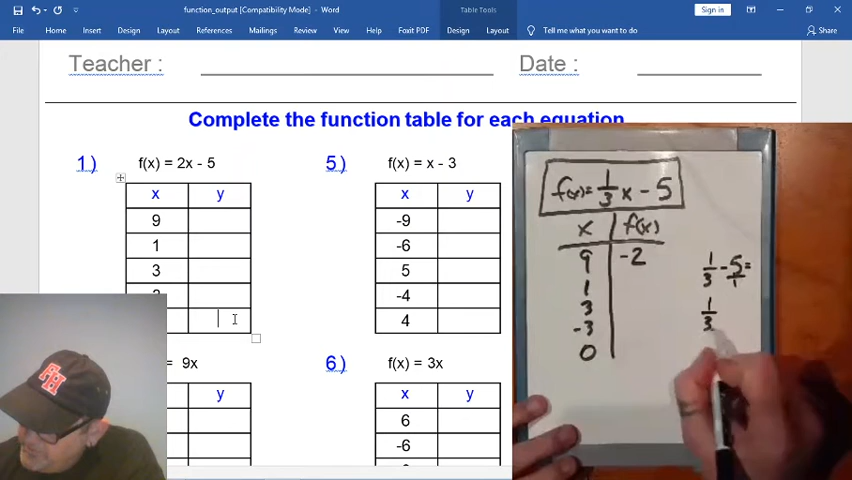 function_output [Compatibility Mode] - Word
Table Tools
Sign in
File Home Insert Draw Design Layout References Mailings Review View Help Foxit PDF Design Layout Tell me what you want to do Share
Teacher : Date :
Complete the function table for each equation
1) f(x) = 2x - 5
x y
9
1
3
5) f(x) = x - 3
x y
-9
-6
5
-4
4
= 9x
y
6) f(x) = 3x
x y
6
-6
FH
f(x) = 1/3 x - 5
x f(x)
9 -2
1
3
-3
0
1/3 - 5/1 =
1/3